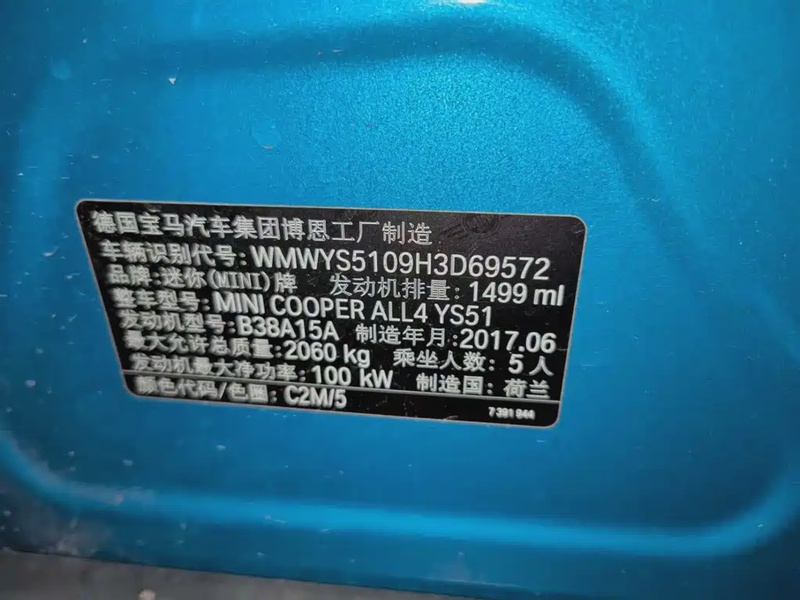 德国宝马汽车集团博恩工厂制造
车辆识别代号: WMWYS5109H3D69572
品牌: 迷你(MINI)牌 发动机排量: 1499 ml
整车型号: MINI COOPER ALL4 YS51
发动机型号: B38A15A 制造年月: 2017.06
最大允许总质量: 2060 kg 乘坐人数: 5 人
发动机最大净功率: 100 kW 制造国: 荷兰
颜色代码/色圈: C2M/5
7 391 944